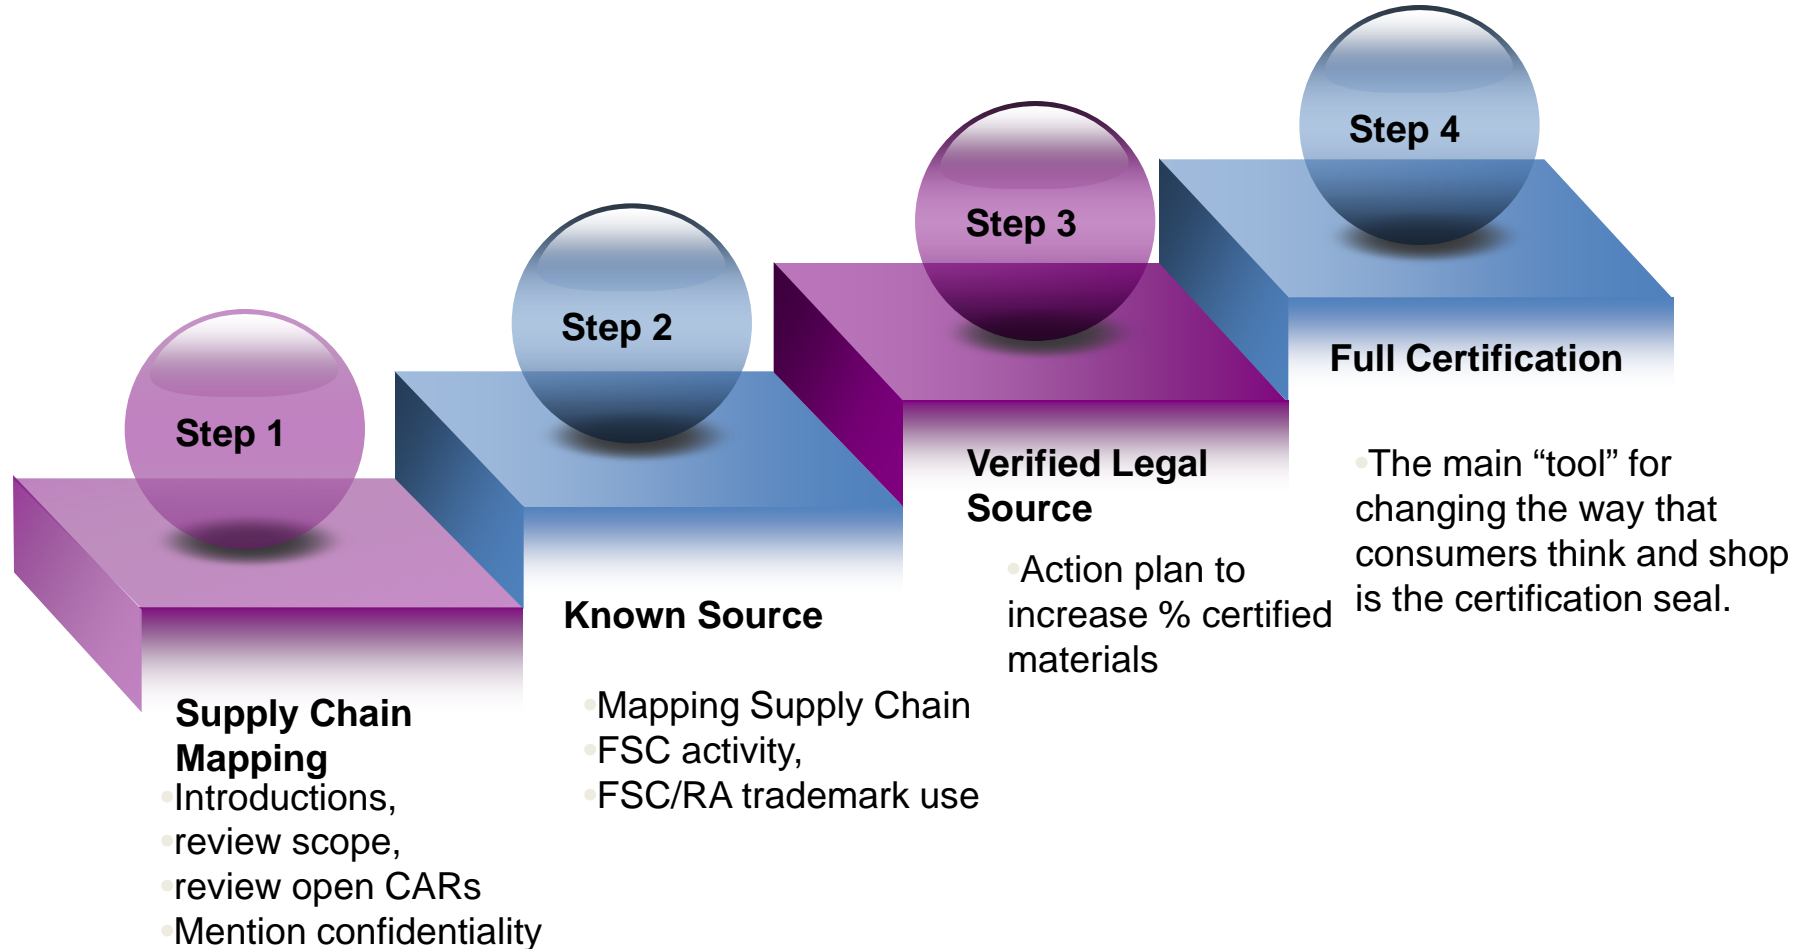 Step 1
Supply Chain
Mapping
•Introductions,
•review scope,
•review open CARs
•Mention confidentiality
Step 2
Known Source
•Mapping Supply Chain
•FSC activity,
•FSC/RA trademark use
Step 3
Verified Legal
Source
•Action plan to
increase % certified
materials
Step 4
Full Certification
•The main “tool” for
changing the way that
consumers think and shop
is the certification seal.